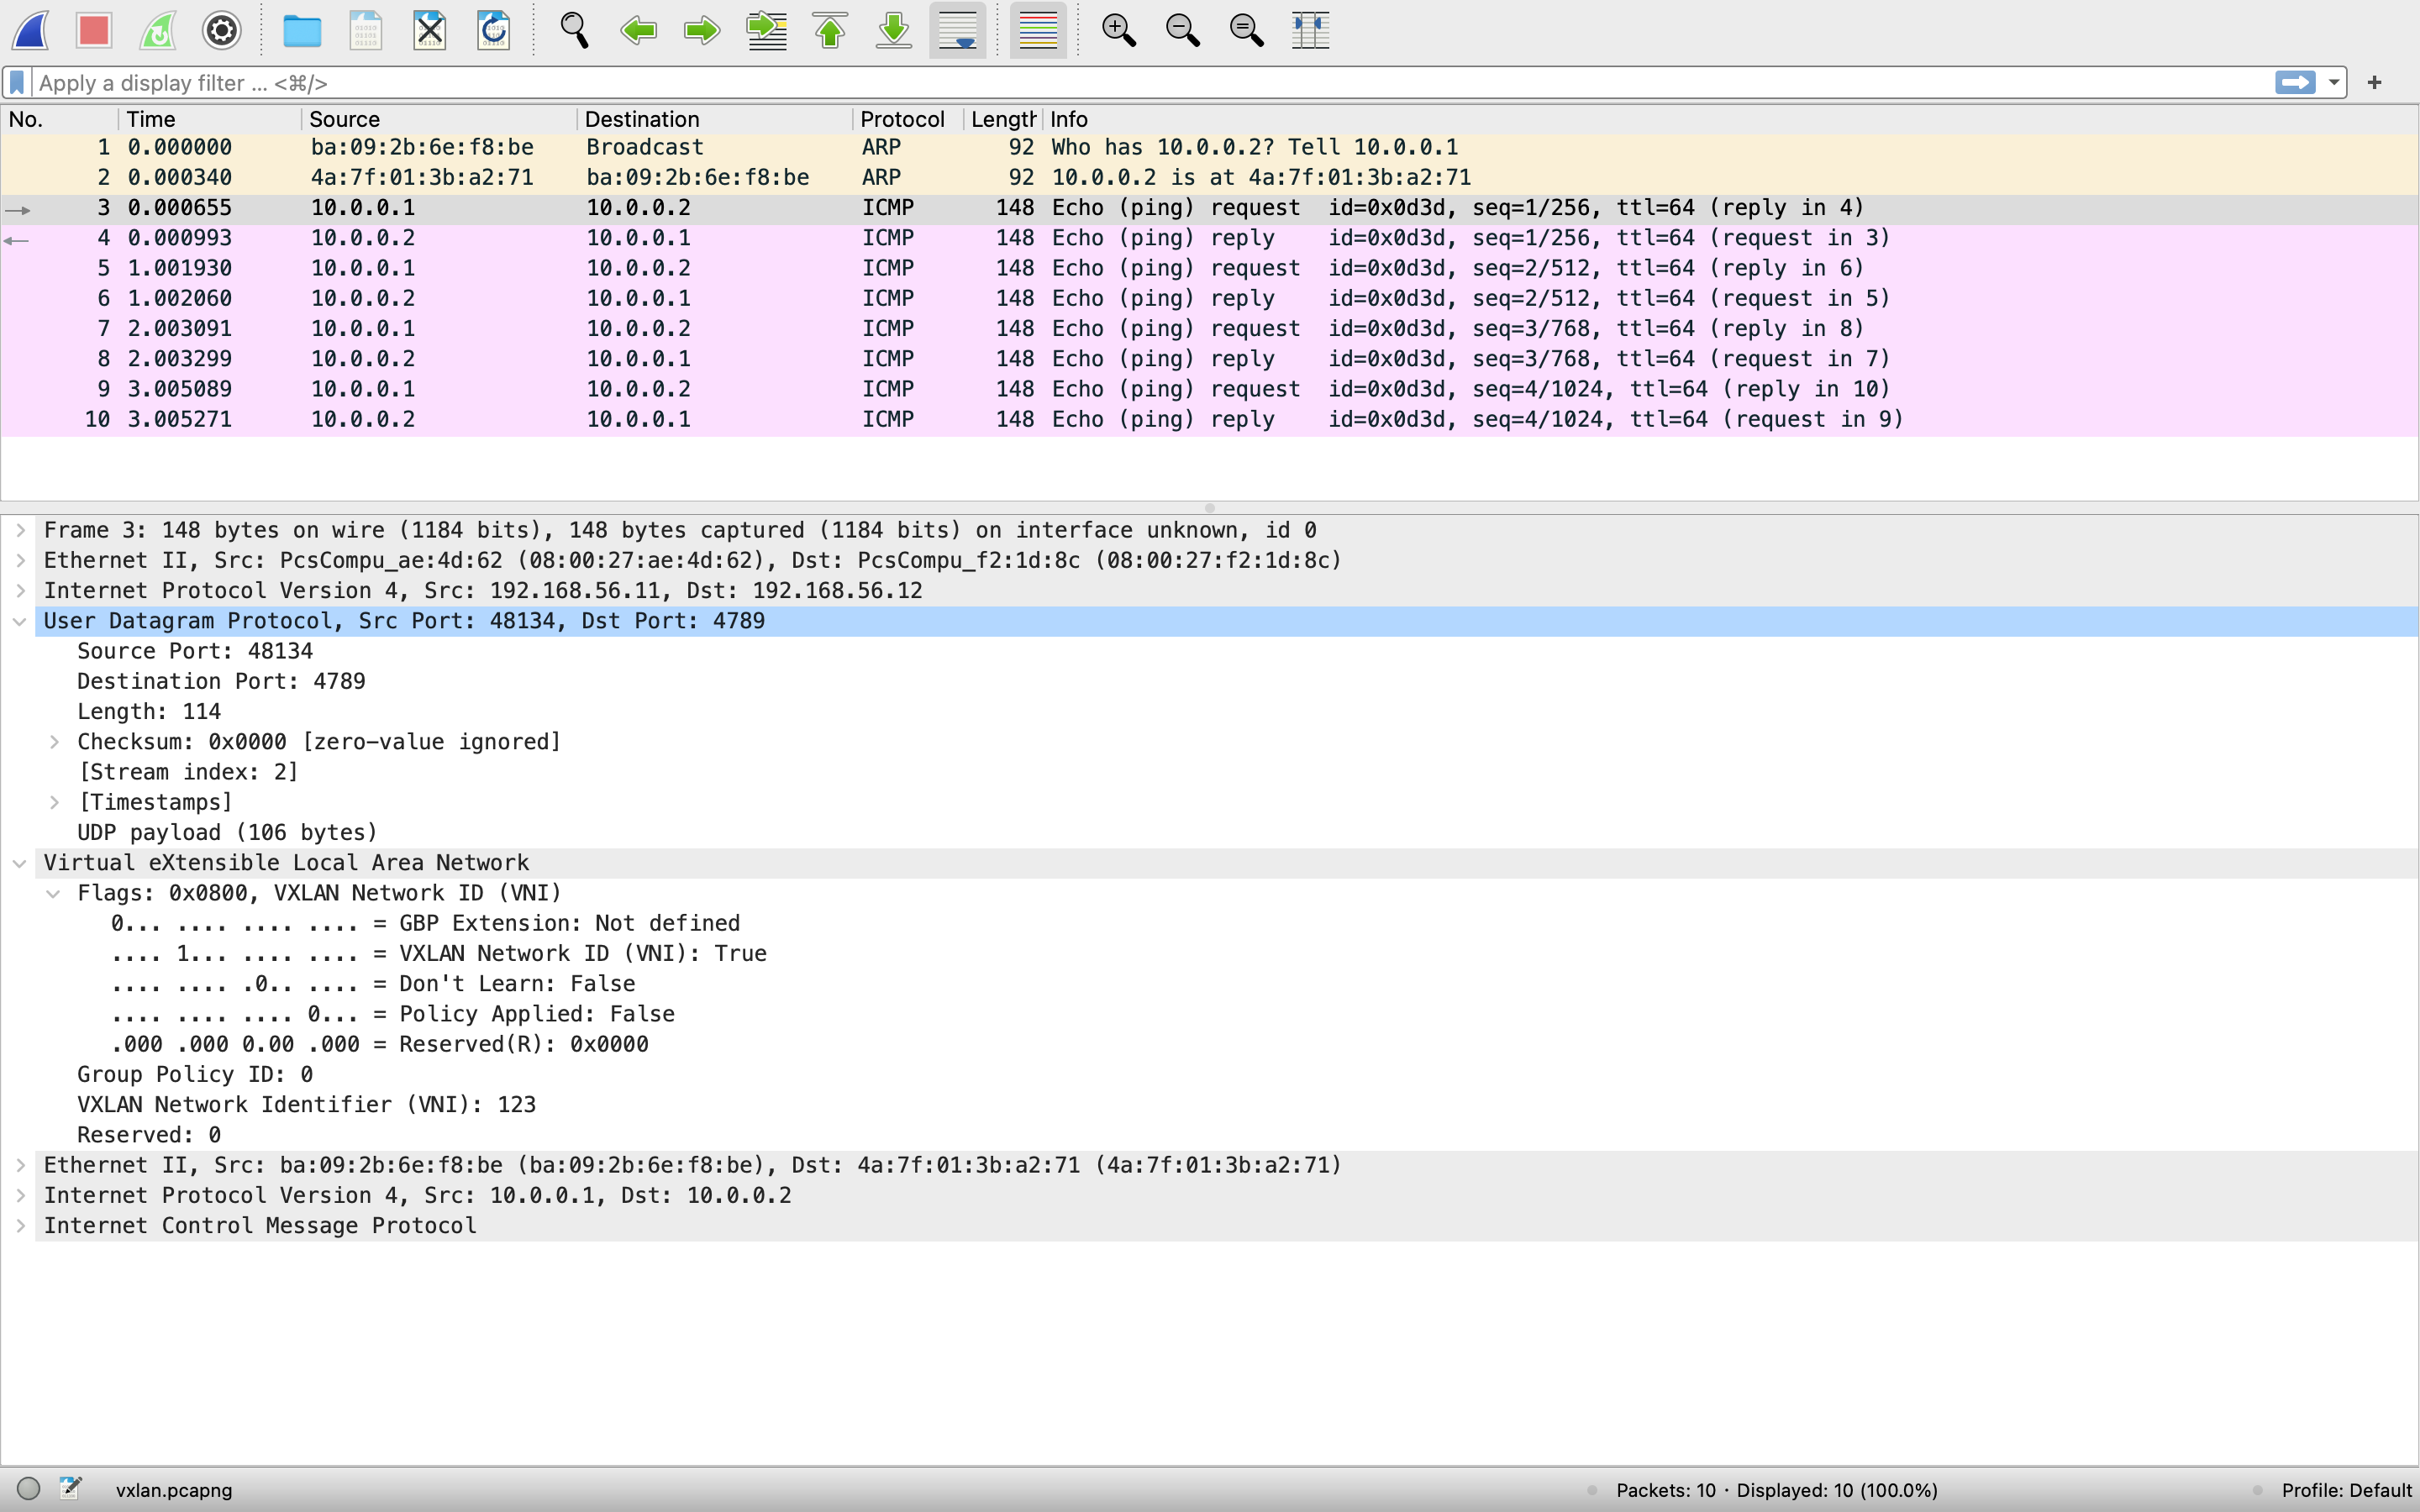 Apply a display filter ... <⌘/>
No. Time Source Destination Protocol Length Info
1 0.000000 ba:09:2b:6e:f8:be Broadcast ARP 92 Who has 10.0.0.2? Tell 10.0.0.1
2 0.000340 4a:7f:01:3b:a2:71 ba:09:2b:6e:f8:be ARP 92 10.0.0.2 is at 4a:7f:01:3b:a2:71
3 0.000655 10.0.0.1 10.0.0.2 ICMP 148 Echo (ping) request id=0x0d3d, seq=1/256, ttl=64 (reply in 4)
4 0.000993 10.0.0.2 10.0.0.1 ICMP 148 Echo (ping) reply id=0x0d3d, seq=1/256, ttl=64 (request in 3)
5 1.001930 10.0.0.1 10.0.0.2 ICMP 148 Echo (ping) request id=0x0d3d, seq=2/512, ttl=64 (reply in 6)
6 1.002060 10.0.0.2 10.0.0.1 ICMP 148 Echo (ping) reply id=0x0d3d, seq=2/512, ttl=64 (request in 5)
7 2.003091 10.0.0.1 10.0.0.2 ICMP 148 Echo (ping) request id=0x0d3d, seq=3/768, ttl=64 (reply in 8)
8 2.003299 10.0.0.2 10.0.0.1 ICMP 148 Echo (ping) reply id=0x0d3d, seq=3/768, ttl=64 (request in 7)
9 3.005089 10.0.0.1 10.0.0.2 ICMP 148 Echo (ping) request id=0x0d3d, seq=4/1024, ttl=64 (reply in 10)
10 3.005271 10.0.0.2 10.0.0.1 ICMP 148 Echo (ping) reply id=0x0d3d, seq=4/1024, ttl=64 (request in 9)
Frame 3: 148 bytes on wire (1184 bits), 148 bytes captured (1184 bits) on interface unknown, id 0
Ethernet II, Src: PcsCompu_ae:4d:62 (08:00:27:ae:4d:62), Dst: PcsCompu_f2:1d:8c (08:00:27:f2:1d:8c)
Internet Protocol Version 4, Src: 192.168.56.11, Dst: 192.168.56.12
User Datagram Protocol, Src Port: 48134, Dst Port: 4789
Source Port: 48134
Destination Port: 4789
Length: 114
Checksum: 0x0000 [zero-value ignored]
[Stream index: 2]
[Timestamps]
UDP payload (106 bytes)
Virtual eXtensible Local Area Network
Flags: 0x0800, VXLAN Network ID (VNI)
0... .... .... .... = GBP Extension: Not defined
.... 1... .... .... = VXLAN Network ID (VNI): True
.... .... .0.. .... = Don't Learn: False
.... .... .... 0... = Policy Applied: False
.000 .000 0.00 .000 = Reserved(R): 0x0000
Group Policy ID: 0
VXLAN Network Identifier (VNI): 123
Reserved: 0
Ethernet II, Src: ba:09:2b:6e:f8:be (ba:09:2b:6e:f8:be), Dst: 4a:7f:01:3b:a2:71 (4a:7f:01:3b:a2:71)
Internet Protocol Version 4, Src: 10.0.0.1, Dst: 10.0.0.2
Internet Control Message Protocol
vxlan.pcapng Packets: 10 · Displayed: 10 (100.0%) Profile: Default